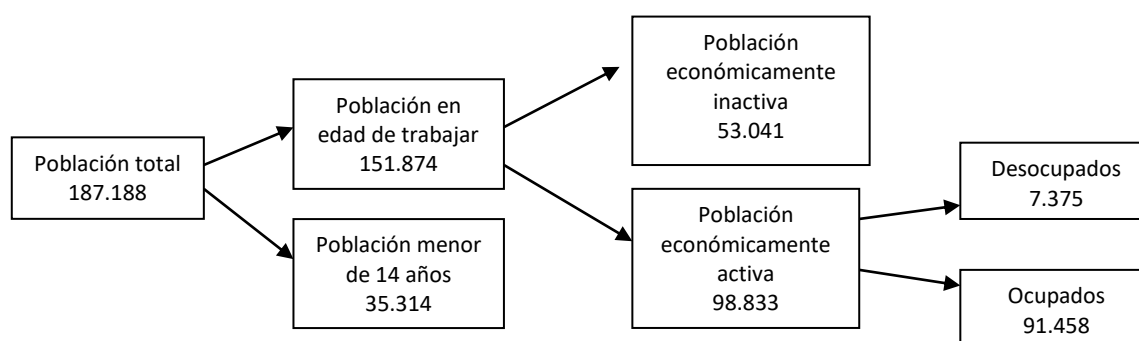 Población total
187.188
Población en
edad de trabajar
151.874
Población menor
de 14 años
35.314
Población
económicamente
inactiva
53.041
Población
económicamente
activa
98.833
Desocupados
7.375
Ocupados
91.458